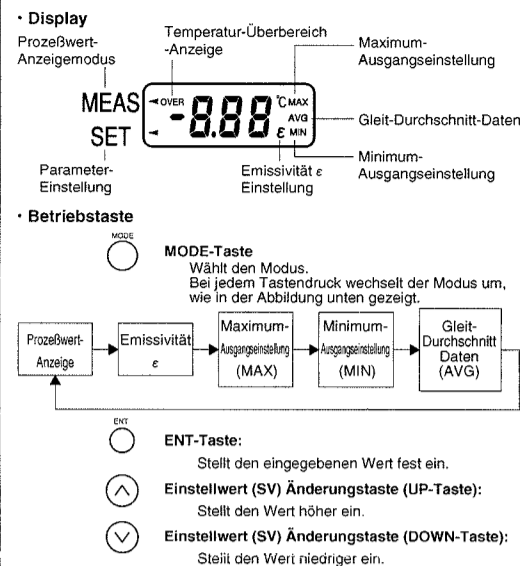 · Display
Prozeßwert-
Anzeigemodus
Temperatur-Überbereich
-Anzeige
Maximum-
Ausgangseinstellung
MEAS
OVER
-8.88
°C
MAX
AVG
Gleit-Durchschnitt-Daten
SET
ε
MIN
Parameter-
Einstellung
Emissivität ε
Einstellung
Minimum-
Ausgangseinstellung
· Betriebstaste
MODE
MODE-Taste
Wählt den Modus.
Bei jedem Tastendruck wechselt der Modus um,
wie in der Abbildung unten gezeigt.
Prozeßwert-
Anzeige
Emissivität
ε
Maximum-
Ausgangseinstellung
(MAX)
Minimum-
Ausgangseinstellung
(MIN)
Gleit-
Durchschnitt
Daten
(AVG)
ENT
ENT-Taste:
Stellt den eingegebenen Wert fest ein.
Einstellwert (SV) Änderungstaste (UP-Taste):
Stellt den Wert höher ein.
Einstellwert (SV) Änderungstaste (DOWN-Taste):
Stellt den Wert niedriger ein.